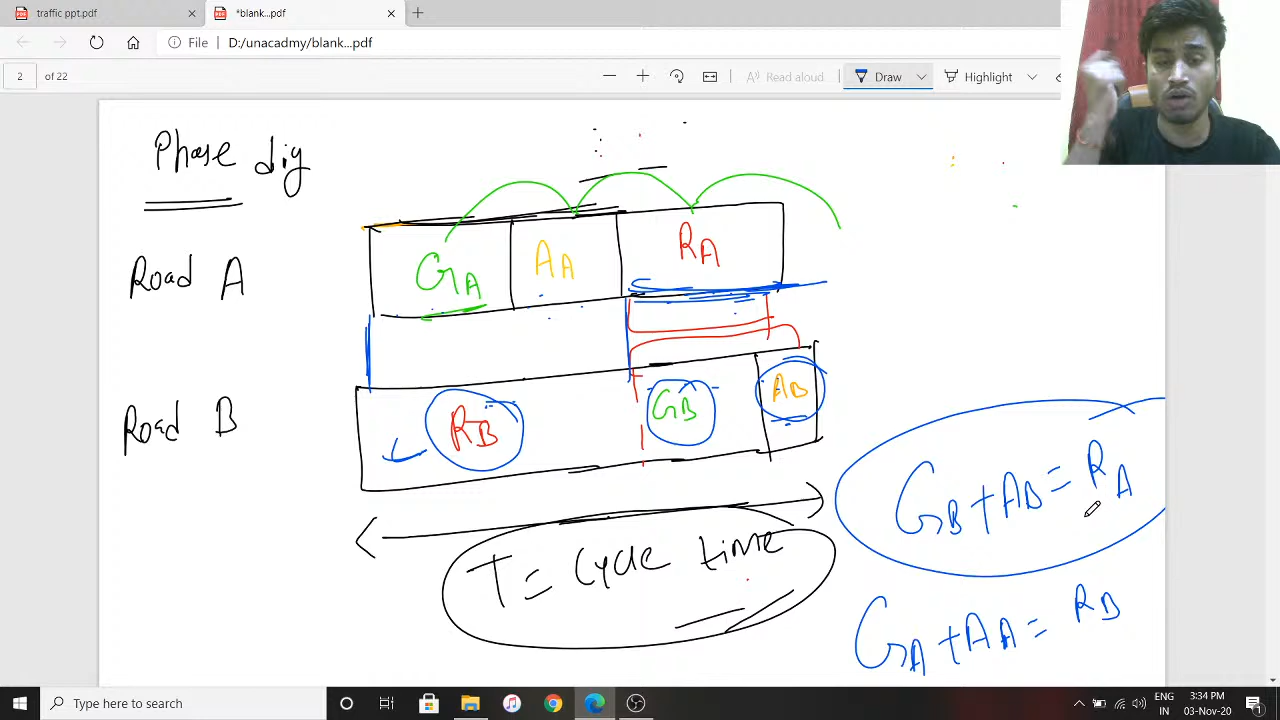 traffic ppt.pdf
*blank.pdf
File D:/unacadmy/blank...pdf
2 of 22
Read aloud
Draw
Highlight
Phase dig
Road A
GA AA RA
Road B
RB GB AB
T = Cycle time
GB + AB = RA
GA + AA = RB
Type here to search
ENG
IN
3:34 PM
03-Nov-20
1